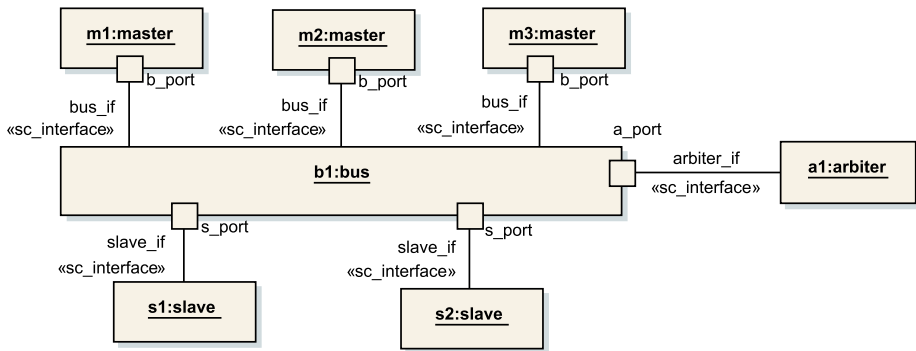 m1:master
m2:master
m3:master
b_port
b_port
b_port
bus_if
«sc_interface»
bus_if
«sc_interface»
bus_if
«sc_interface»
a_port
b1:bus
arbiter_if
«sc_interface»
a1:arbiter
s_port
s_port
slave_if
«sc_interface»
slave_if
«sc_interface»
s1:slave
s2:slave